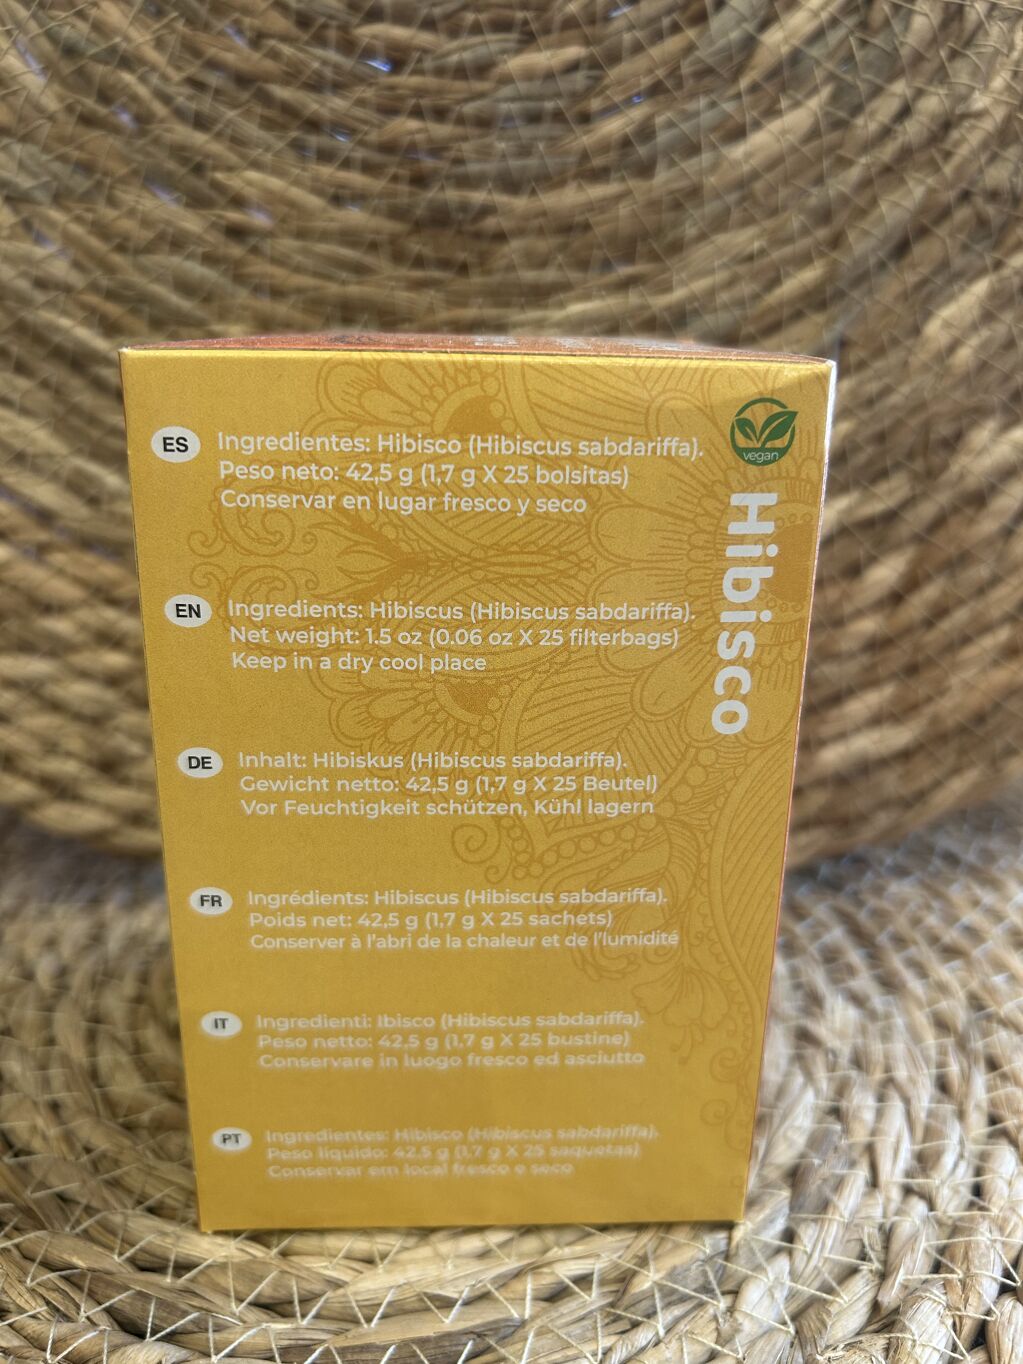 ES
Ingredientes: Hibisco (Hibiscus sabdariffa).
Peso neto: 42,5 g (1,7 g X 25 bolsitas)
Conservar en lugar fresco y seco
vegan
Hibisco
EN
Ingredients: Hibiscus (Hibiscus sabdariffa).
Net weight: 1.5 oz (0.06 oz X 25 filterbags)
Keep in a dry cool place
DE
Inhalt: Hibiskus (Hibiscus sabdariffa).
Gewicht netto: 42,5 g (1,7 g X 25 Beutel)
Vor Feuchtigkeit schützen, Kühl lagern
FR
Ingrédients: Hibiscus (Hibiscus sabdariffa).
Poids net: 42,5 g (1,7 g X 25 sachets)
Conserver à l'abri de la chaleur et de l'lumidité
IT
Ingredienti: Ibisco (Hibiscus sabdariffa).
Peso netto: 42,5 g (1,7 g X 25 bustine)
Conservare in luogo fresco ed asciutto
PT
Ingredientes: Hibisco (Hibiscus sabdariffa).
Peso líquido: 42,5 g (1,7 g X 25 saquetas)
Conservar em local fresco e seco